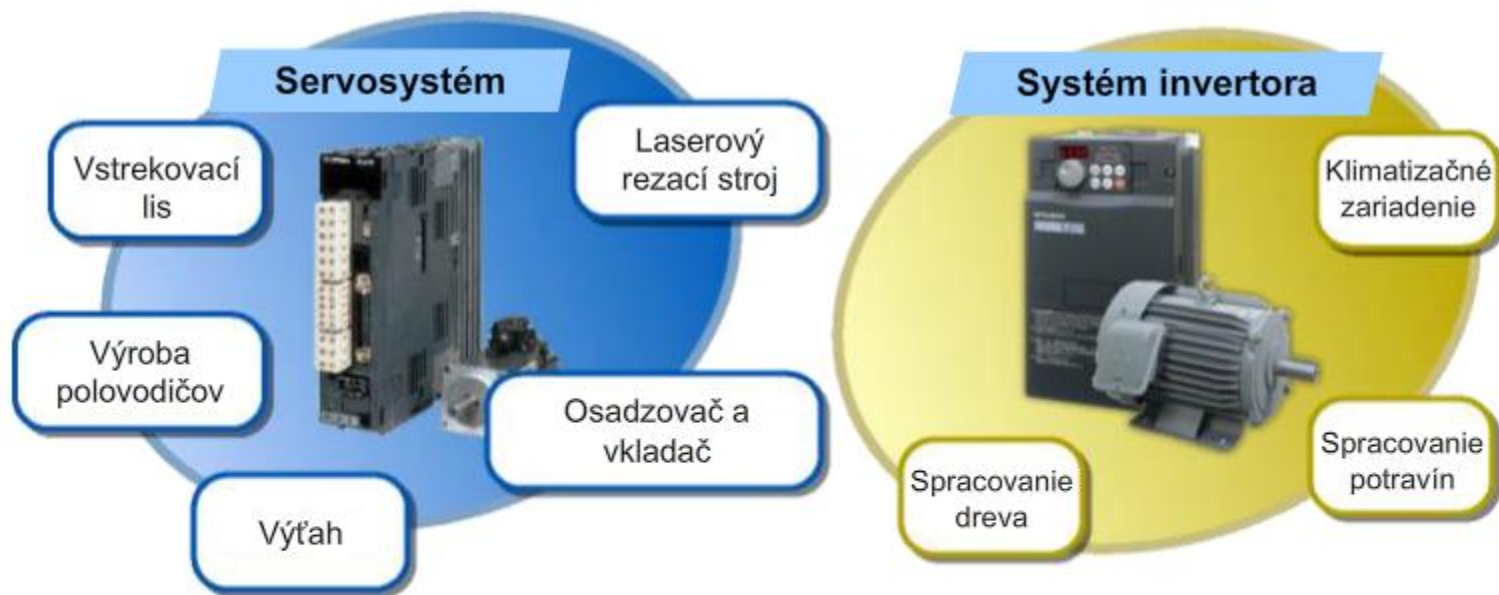 Servosystém
Vstrekovací
lis
Laserový
rezací stroj
Výroba
polovodičov
Osadzovač a
vkladač
Výťah
Systém invertora
Klimatizačné
zariadenie
Spracovanie
potravín
Spracovanie
dreva